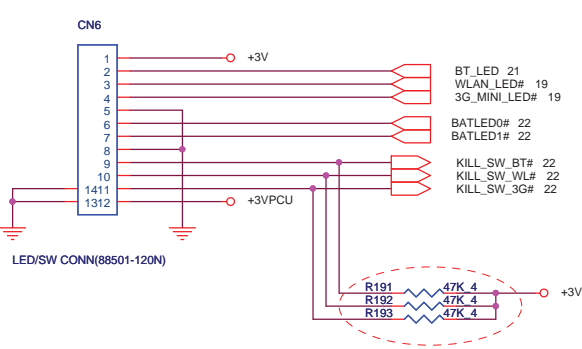 CN6
1 +3V
2 BT_LED 21
3 WLAN_LED# 19
4 3G_MINI_LED# 19
5
6 BATLED0# 22
7 BATLED1# 22
8
9 KILL_SW_BT# 22
10 KILL_SW_WL# 22
1411 KILL_SW_3G# 22
1312 +3VPCU
LED/SW CONN(88501-120N)
R191 47K_4 +3V
R192 47K_4
R193 47K_4